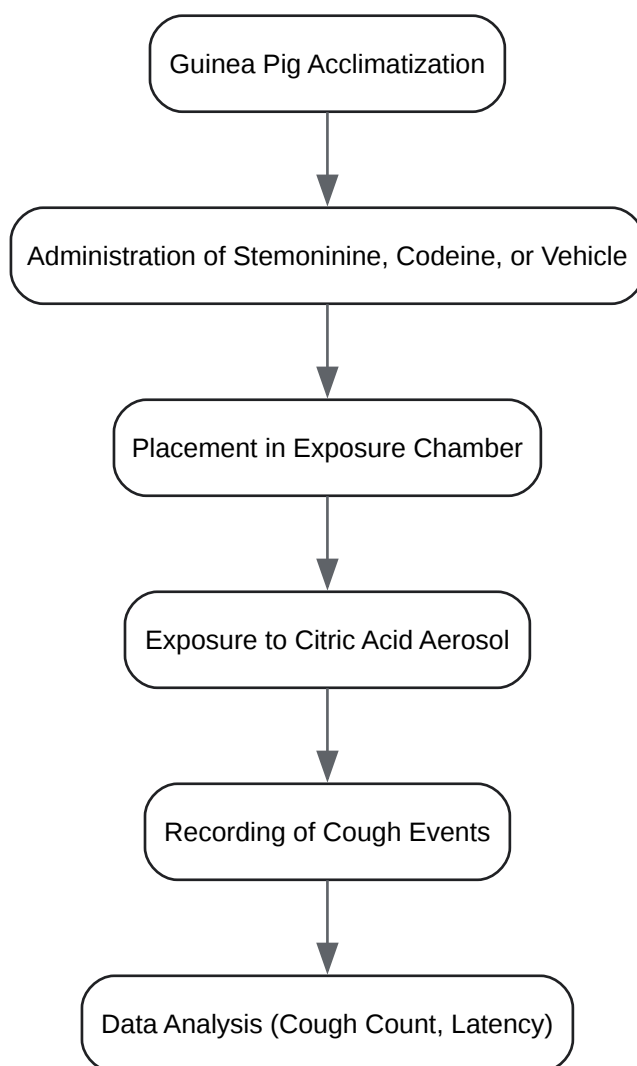 Guinea Pig Acclimatization
Administration of Stemoninine, Codeine, or Vehicle
Placement in Exposure Chamber
Exposure to Citric Acid Aerosol
Recording of Cough Events
Data Analysis (Cough Count, Latency)